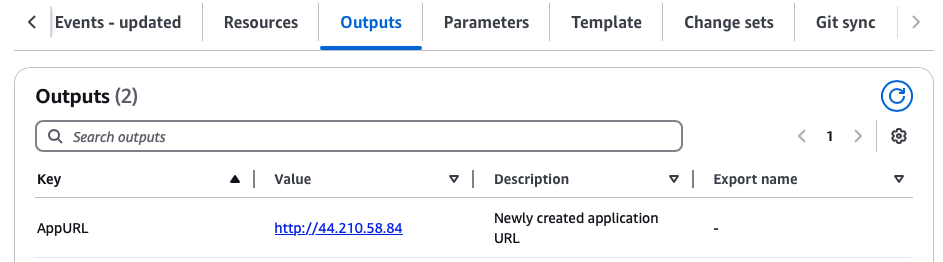 Events - updated Resources Outputs Parameters Template Change sets Git sync
Outputs (2)
Search outputs
1
Key Value Description Export name
AppURL http://44.210.58.84 Newly created application -
URL